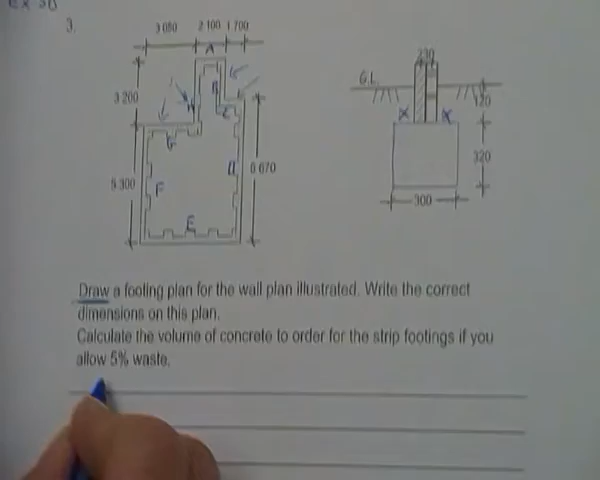 Ex 3D
3.
3 080 2 100 1 700
A
3 200
B
C
H
G
5 300
F
D
6 670
E
230
G.L.
120
X X
320
300
Draw a footing plan for the wall plan illustrated. Write the correct
dimensions on this plan.
Calculate the volume of concrete to order for the strip footings if you
allow 5% waste.